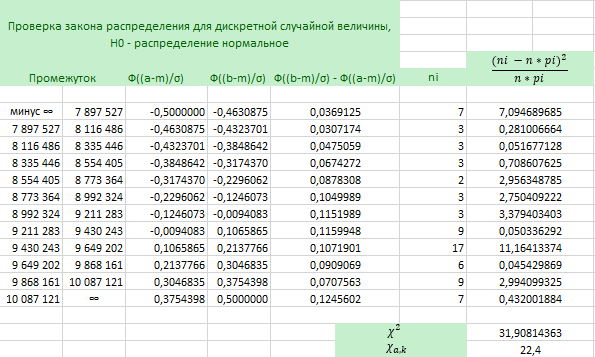 Проверка закона распределения для дискретной случайной величины,
H0 - распределение нормальное
Промежуток Ф((a-m)/σ) Ф((b-m)/σ) Ф((b-m)/σ) - Ф((a-m)/σ) ni (ni − n * pi)² / n * pi
минус ∞ 7 897 527 -0,5000000 -0,4630875 0,0369125 7 7,094689685
7 897 527 8 116 486 -0,4630875 -0,4323701 0,0307174 3 0,281006664
8 116 486 8 335 446 -0,4323701 -0,3848642 0,0475059 3 0,051677128
8 335 446 8 554 405 -0,3848642 -0,3174370 0,0674272 3 0,708607625
8 554 405 8 773 364 -0,3174370 -0,2296062 0,0878308 2 2,956348785
8 773 364 8 992 324 -0,2296062 -0,1246073 0,1049989 3 2,750409222
8 992 324 9 211 283 -0,1246073 -0,0094083 0,1151989 3 3,379403403
9 211 283 9 430 243 -0,0094083 0,1065865 0,1159948 9 0,050336292
9 430 243 9 649 202 0,1065865 0,2137766 0,1071901 17 11,16413374
9 649 202 9 868 161 0,2137766 0,3046835 0,0909069 6 0,045429869
9 868 161 10 087 121 0,3046835 0,3754398 0,0707563 9 2,994099325
10 087 121 ∞ 0,3754398 0,5000000 0,1245602 7 0,432001884
χ² 31,90814363
χa,k 22,4